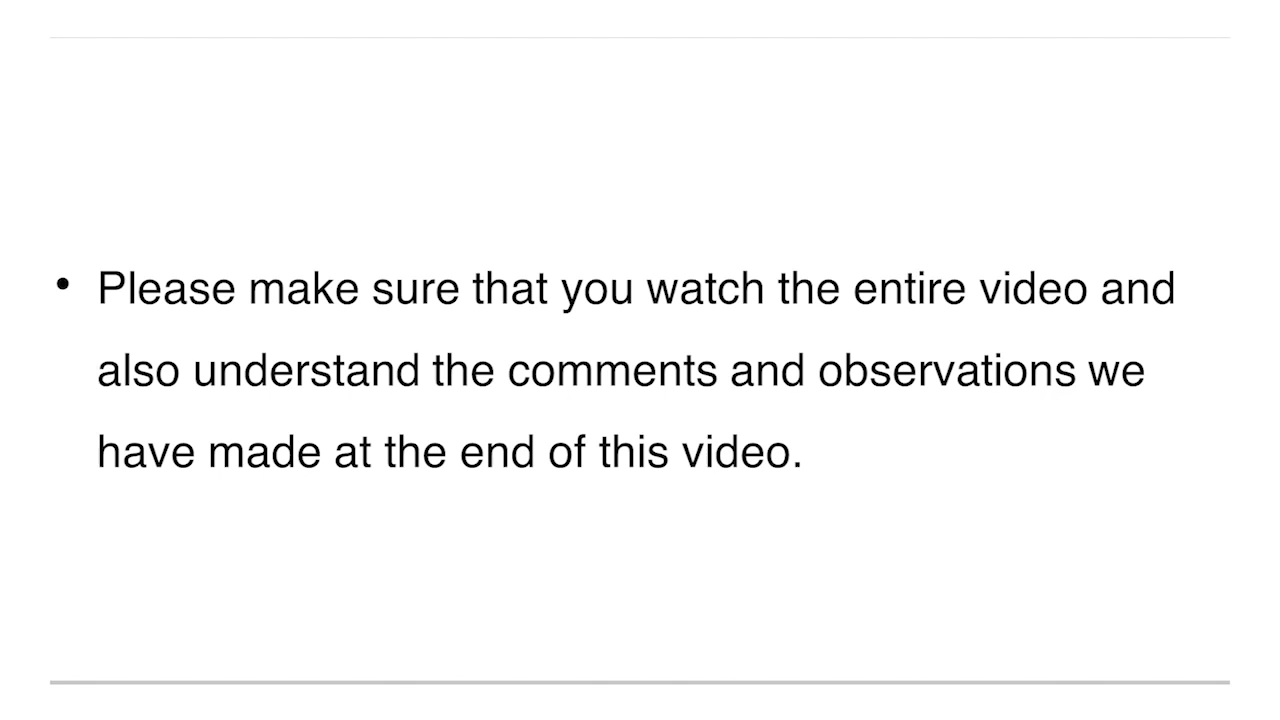 • Please make sure that you watch the entire video and
also understand the comments and observations we
have made at the end of this video.